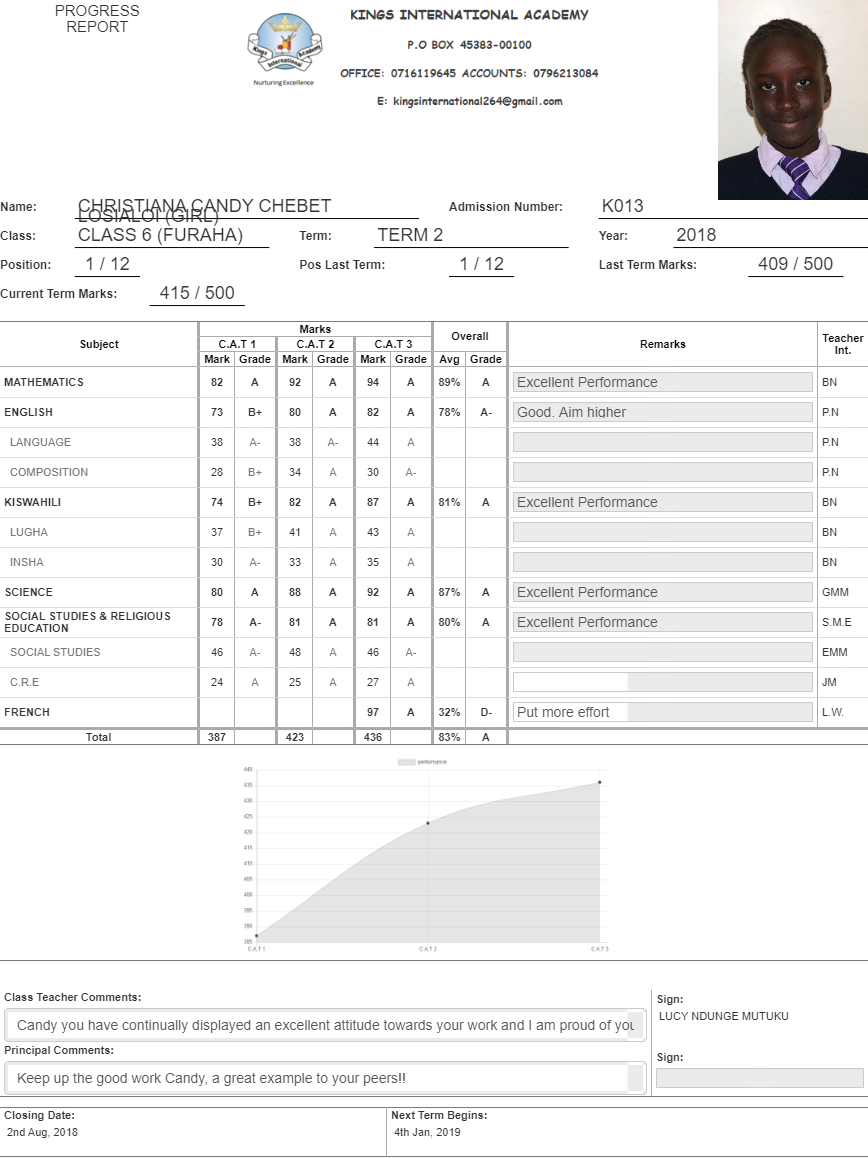 PROGRESS
REPORT
Kings Academy
International
Nurturing Excellence
KINGS INTERNATIONAL ACADEMY
P.O BOX 45383-00100
OFFICE: 0716119645 ACCOUNTS: 0796213084
E: kingsinternational264@gmail.com
Name: CHRISTIANA CANDY CHEBET LOSIALOI (GIRL) Admission Number: K013
Class: CLASS 6 (FURAHA) Term: TERM 2 Year: 2018
Position: 1 / 12 Pos Last Term: 1 / 12 Last Term Marks: 409 / 500
Current Term Marks: 415 / 500
Subject Marks Overall Remarks Teacher Int.
C.A.T 1 C.A.T 2 C.A.T 3
Mark Grade Mark Grade Mark Grade Avg Grade
MATHEMATICS 82 A 92 A 94 A 89% A Excellent Performance BN
ENGLISH 73 B+ 80 A 82 A 78% A- Good. Aim higher P.N
LANGUAGE 38 A- 38 A- 44 A P.N
COMPOSITION 28 B+ 34 A 30 A- P.N
KISWAHILI 74 B+ 82 A 87 A 81% A Excellent Performance BN
LUGHA 37 B+ 41 A 43 A BN
INSHA 30 A- 33 A 35 A BN
SCIENCE 80 A 88 A 92 A 87% A Excellent Performance GMM
SOCIAL STUDIES & RELIGIOUS EDUCATION 78 A- 81 A 81 A 80% A Excellent Performance S.M.E
SOCIAL STUDIES 46 A- 48 A 46 A- EMM
C.R.E 24 A 25 A 27 A JM
FRENCH 97 A 32% D- Put more effort L.W.
Total 387 423 436 83% A
performance
440
435
430
425
420
415
410
405
400
395
390
385
C.A.T 1 C.A.T 2 C.A.T 3
Class Teacher Comments:
Candy you have continually displayed an excellent attitude towards your work and I am proud of you
Sign:
LUCY NDUNGE MUTUKU
Principal Comments:
Keep up the good work Candy, a great example to your peers!!
Sign:
Closing Date: Next Term Begins:
2nd Aug, 2018 4th Jan, 2019